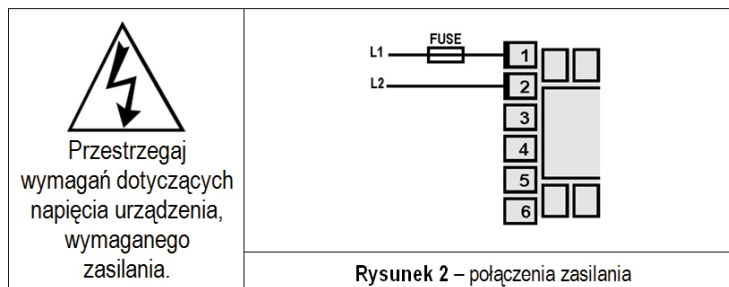 Przestrzegaj
wymagań dotyczących
napięcia urządzenia,
wymaganego
zasilania.
FUSE
L1
1
L2
2
3
4
5
6
Rysunek 2 – połączenia zasilania